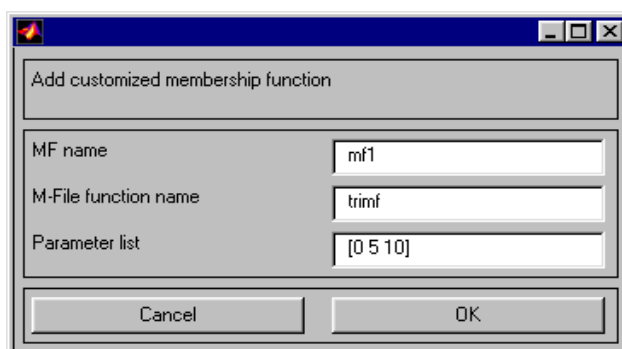 Add customized membership function
MF name
mf1
M-File function name
trimf
Parameter list
[0 5 10]
Cancel
OK